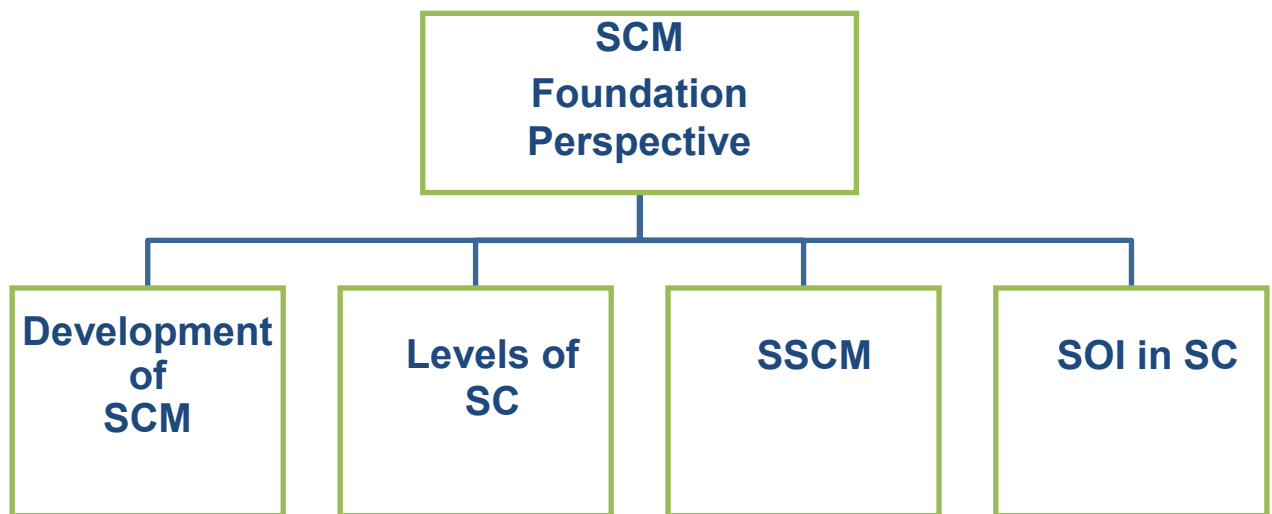 SCM
Foundation
Perspective
Development
of
SCM
Levels of
SC
SSCM
SOI in SC